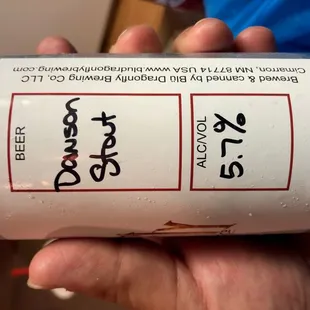 Brewed & canned by Blu Dragonfly Brewing Co. LLC
Cimarron, NM 87714 USA www.bludragonflybrewing.com
BEER
Dawson
Stout
ALC/VOL
5.7%